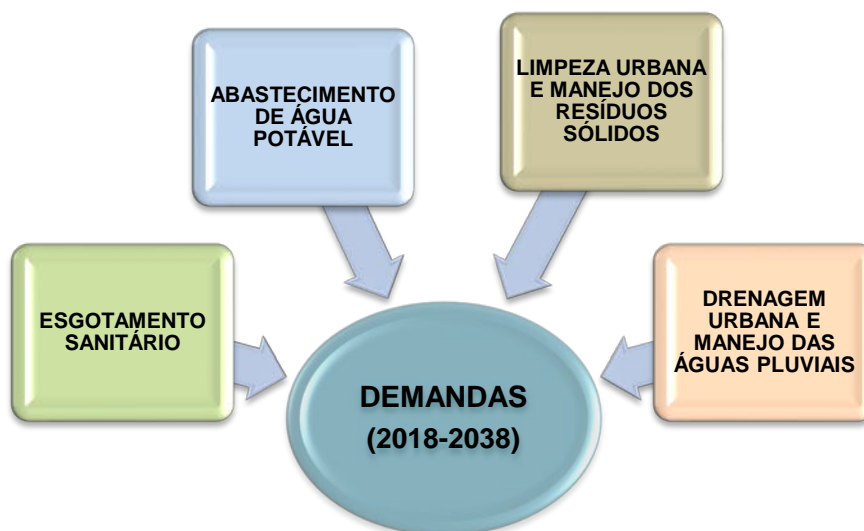 ABASTECIMENTO
DE ÁGUA
POTÁVEL
LIMPEZA URBANA
E MANEJO DOS
RESÍDUOS
SÓLIDOS
ESGOTAMENTO
SANITÁRIO
DRENAGEM
URBANA E
MANEJO DAS
ÁGUAS PLUVIAIS
DEMANDAS
(2018-2038)